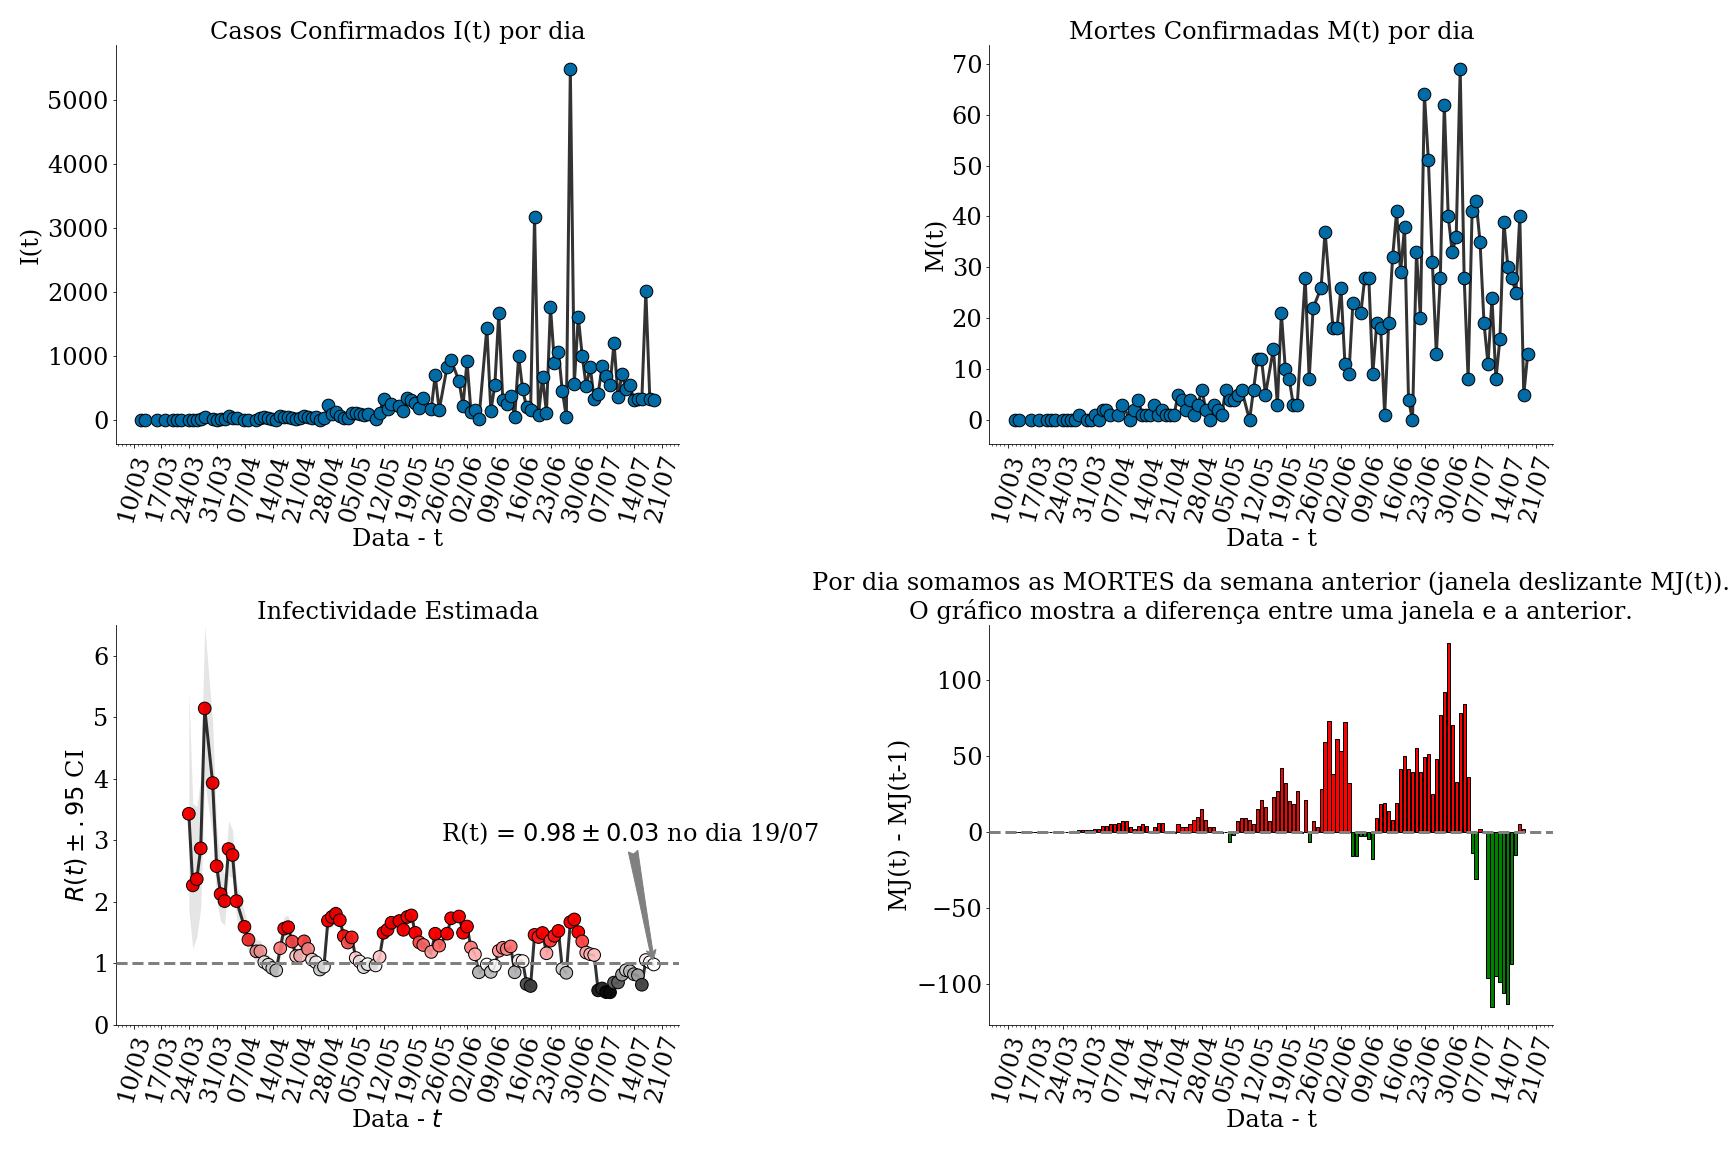 Casos Confirmados I(t) por dia
I(t)
5000
4000
3000
2000
1000
0
10/03 17/03 24/03 31/03 07/04 14/04 21/04 28/04 05/05 12/05 19/05 26/05 02/06 09/06 16/06 23/06 30/06 07/07 14/07 21/07
Data - t
Mortes Confirmadas M(t) por dia
M(t)
70
60
50
40
30
20
10
0
10/03 17/03 24/03 31/03 07/04 14/04 21/04 28/04 05/05 12/05 19/05 26/05 02/06 09/06 16/06 23/06 30/06 07/07 14/07 21/07
Data - t
Infectividade Estimada
R(t) ± .95 CI
6
5
4
3
2
1
0
R(t) = 0.98 ± 0.03 no dia 19/07
10/03 17/03 24/03 31/03 07/04 14/04 21/04 28/04 05/05 12/05 19/05 26/05 02/06 09/06 16/06 23/06 30/06 07/07 14/07 21/07
Data - t
Por dia somamos as MORTES da semana anterior (janela deslizante MJ(t)).
O gráfico mostra a diferença entre uma janela e a anterior.
MJ(t) - MJ(t-1)
100
50
0
−50
−100
10/03 17/03 24/03 31/03 07/04 14/04 21/04 28/04 05/05 12/05 19/05 26/05 02/06 09/06 16/06 23/06 30/06 07/07 14/07 21/07
Data - t